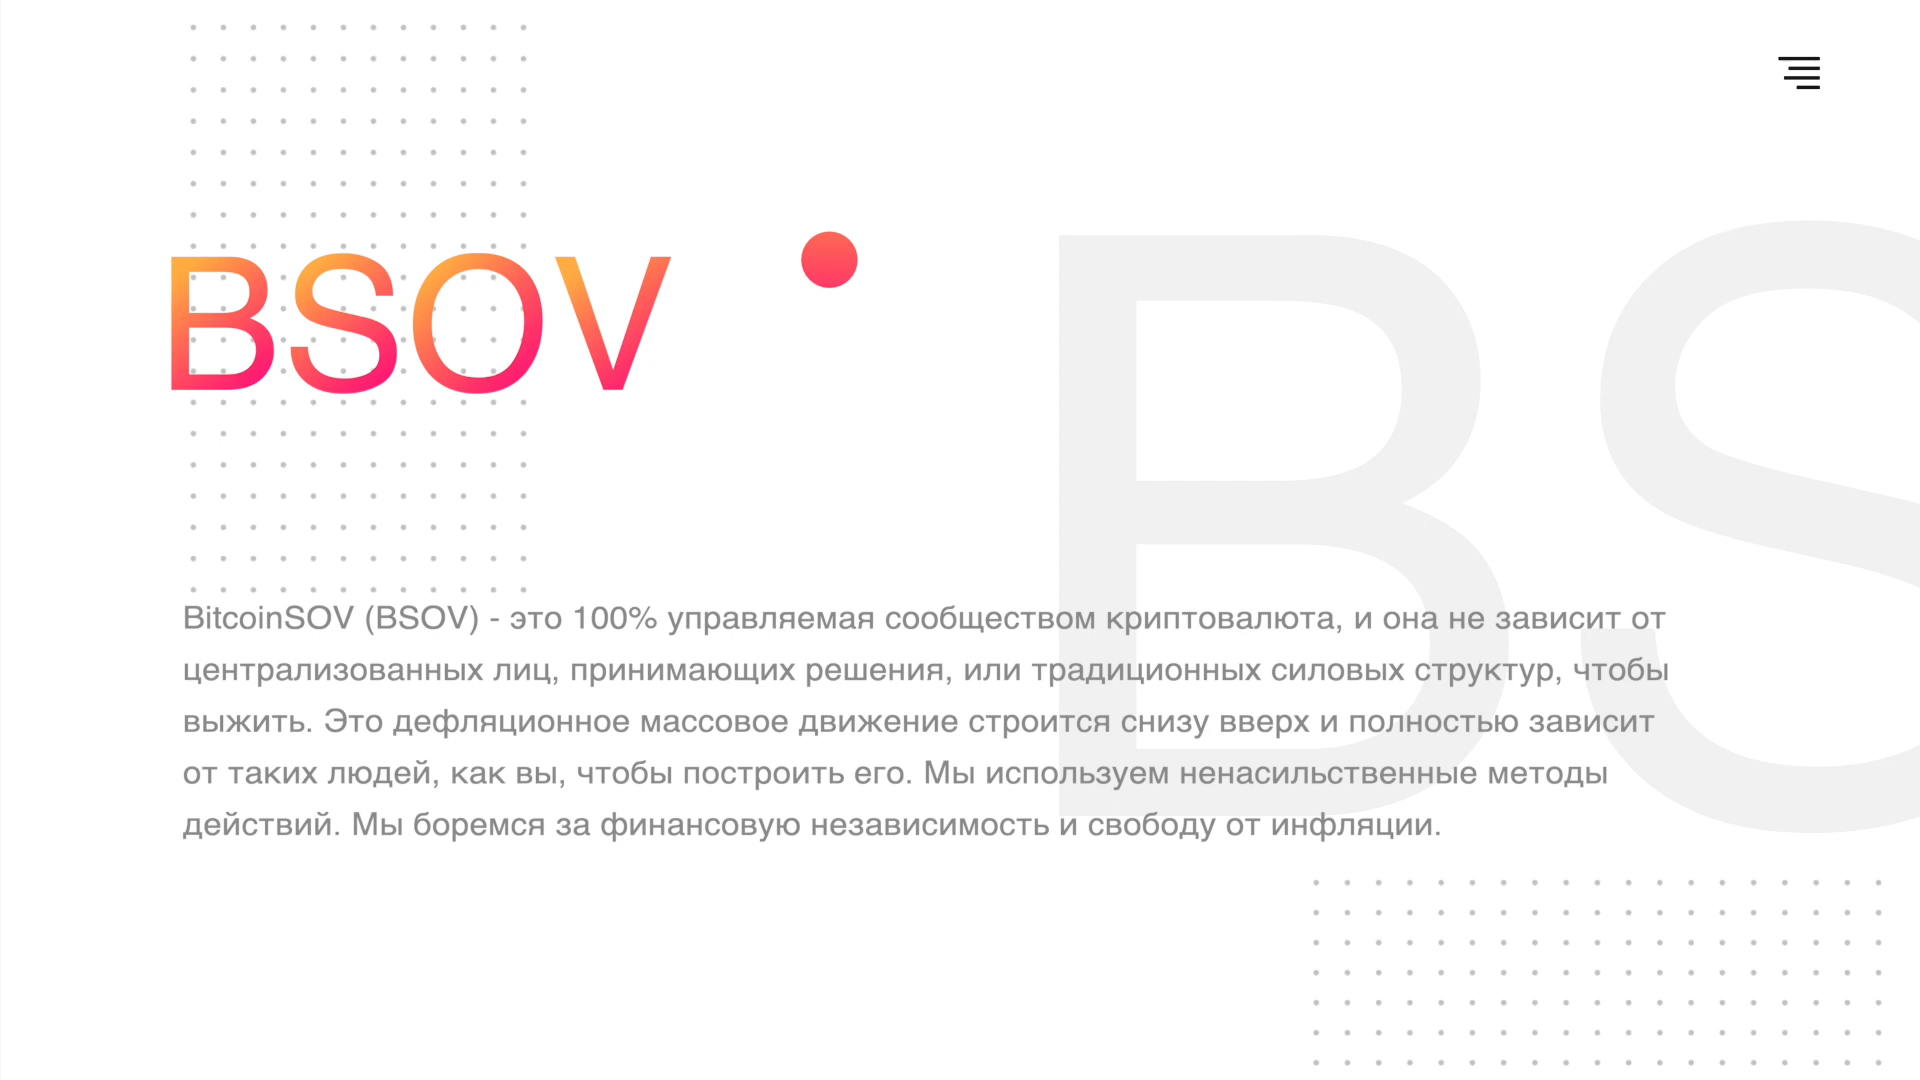 BSOV
BS
BitcoinSOV (BSOV) - это 100% управляемая сообществом криптовалюта, и она не зависит от
централизованных лиц, принимающих решения, или традиционных силовых структур, чтобы
выжить. Это дефляционное массовое движение строится снизу вверх и полностью зависит
от таких людей, как вы, чтобы построить его. Мы используем ненасильственные методы
действий. Мы боремся за финансовую независимость и свободу от инфляции.